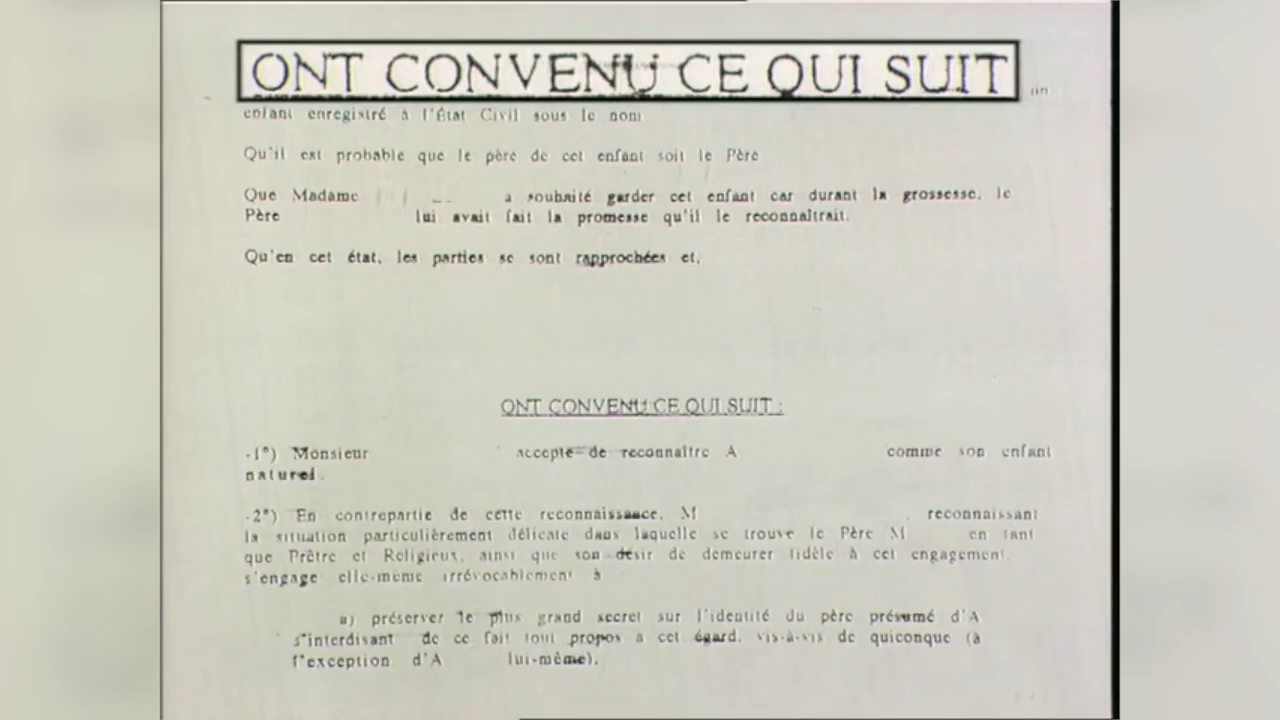 ONT CONVENU CE QUI SUIT
un
enfant enregistré à l'État Civil sous le nom
Qu'il est probable que le père de cet enfant soit le Père
Que Madame a souhaité garder cet enfant car durant la grossesse, le
Père lui avait fait la promesse qu'il le reconnaîtrait.
Qu'en cet état, les parties se sont rapprochées et,
ONT CONVENU CE QUI SUIT :
-1°) Monsieur accepte de reconnaître A comme son enfant
naturel.
-2°) En contrepartie de cette reconnaissance, M reconnaissant
la situation particulièrement délicate dans laquelle se trouve le Père M en tant
que Prêtre et Religieux, ainsi que son désir de demeurer fidèle à cet engagement,
s'engage elle-même irrévocablement à
a) préserver le plus grand secret sur l'identité du père présumé d'A
s'interdisant de ce fait tout propos à cet égard, vis-à-vis de quiconque (à
l'exception d'A lui-même).